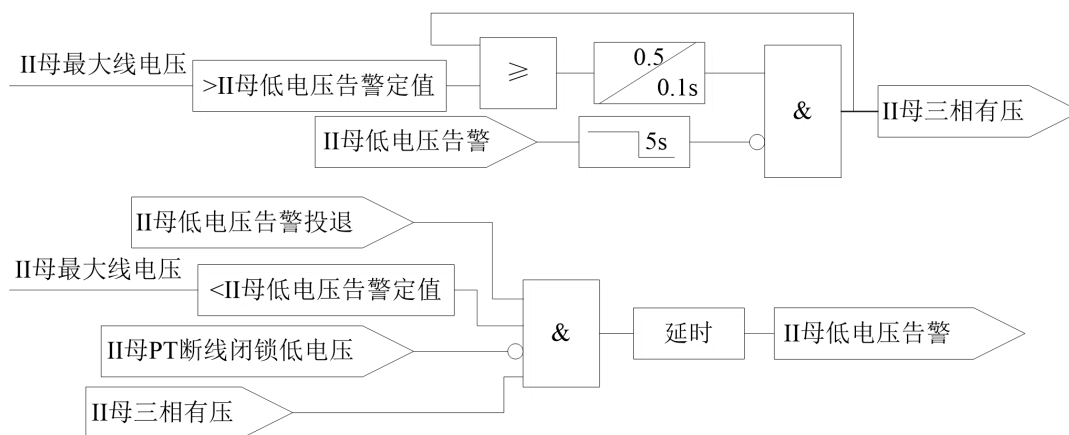 II母最大线电压
>II母低电压告警定值
≥
0.5
0.1s
&
II母三相有压
II母低电压告警
5s
II母低电压告警投退
II母最大线电压
<II母低电压告警定值
II母PT断线闭锁低电压
II母三相有压
&
延时
II母低电压告警